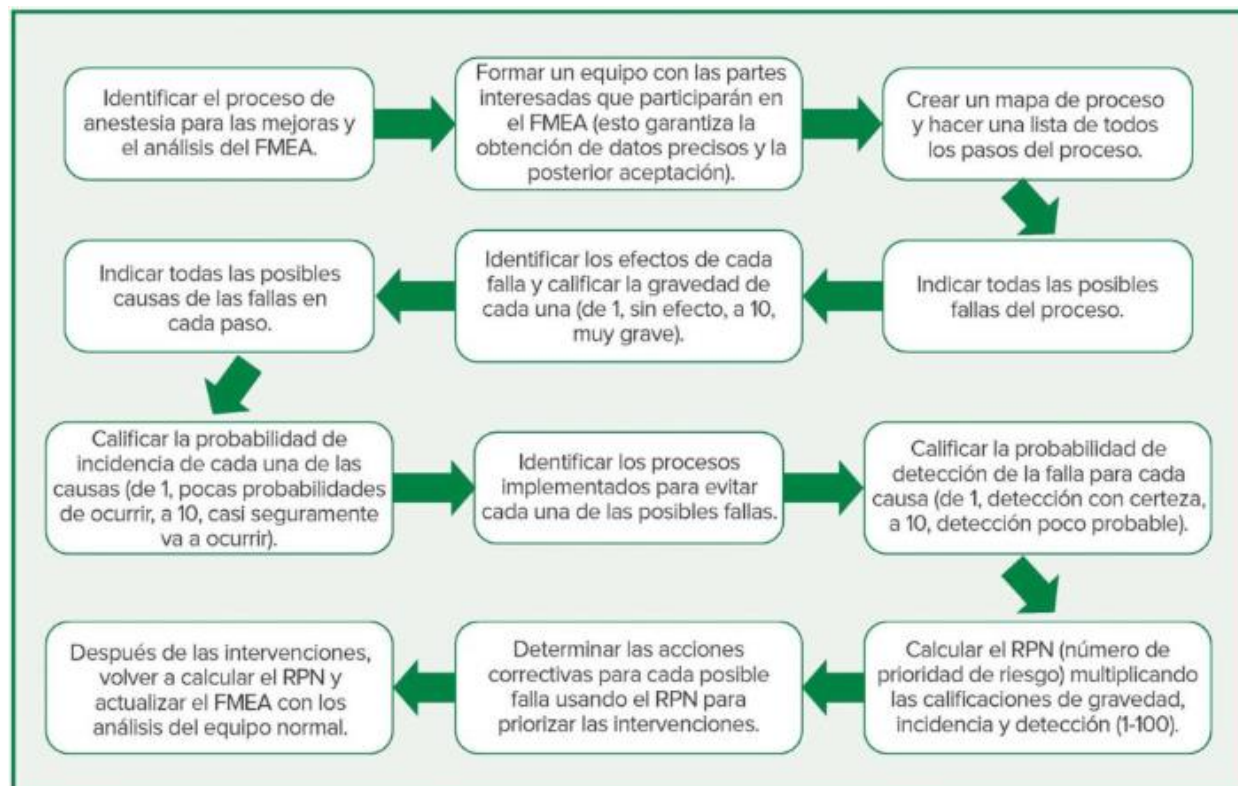 Identificar el proceso de
anestesia para las mejoras y
el análisis del FMEA.
Formar un equipo con las partes
interesadas que participarán en
el FMEA (esto garantiza la
obtención de datos precisos y la
posterior aceptación).
Crear un mapa de proceso
y hacer una lista de todos
los pasos del proceso.
Indicar todas las posibles
fallas del proceso.
Identificar los efectos de cada
falla y calificar la gravedad de
cada una (de 1, sin efecto, a 10,
muy grave).
Indicar todas las posibles
causas de las fallas en
cada paso.
Calificar la probabilidad de
incidencia de cada una de las
causas (de 1, pocas probabilidades
de ocurrir, a 10, casi seguramente
va a ocurrir).
Identificar los procesos
implementados para evitar
cada una de las posibles fallas.
Calificar la probabilidad de
detección de la falla para cada
causa (de 1, detección con certeza,
a 10, detección poco probable).
Calcular el RPN (número de
prioridad de riesgo) multiplicando
las calificaciones de gravedad,
incidencia y detección (1-100).
Determinar las acciones
correctivas para cada posible
falla usando el RPN para
priorizar las intervenciones.
Después de las intervenciones,
volver a calcular el RPN y
actualizar el FMEA con los
análisis del equipo normal.